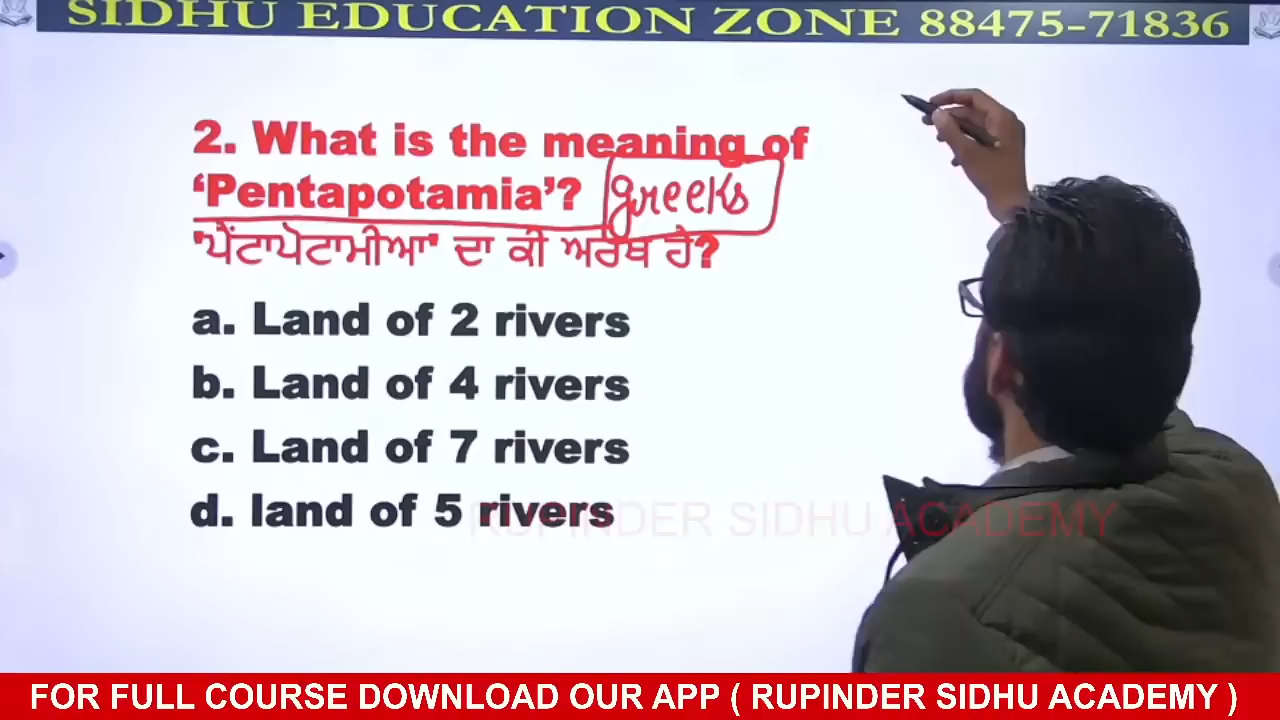 SIDHU EDUCATION ZONE 88475-71836
2. What is the meaning of
'Pentapotamia'? greeks
'ਪੈਂਟਾਪੋਟਾਮੀਆ' ਦਾ ਕੀ ਅਰਥ ਹੈ?
a. Land of 2 rivers
b. Land of 4 rivers
c. Land of 7 rivers
d. land of 5 rivers
RUPINDER SIDHU ACADEMY
FOR FULL COURSE DOWNLOAD OUR APP ( RUPINDER SIDHU ACADEMY )